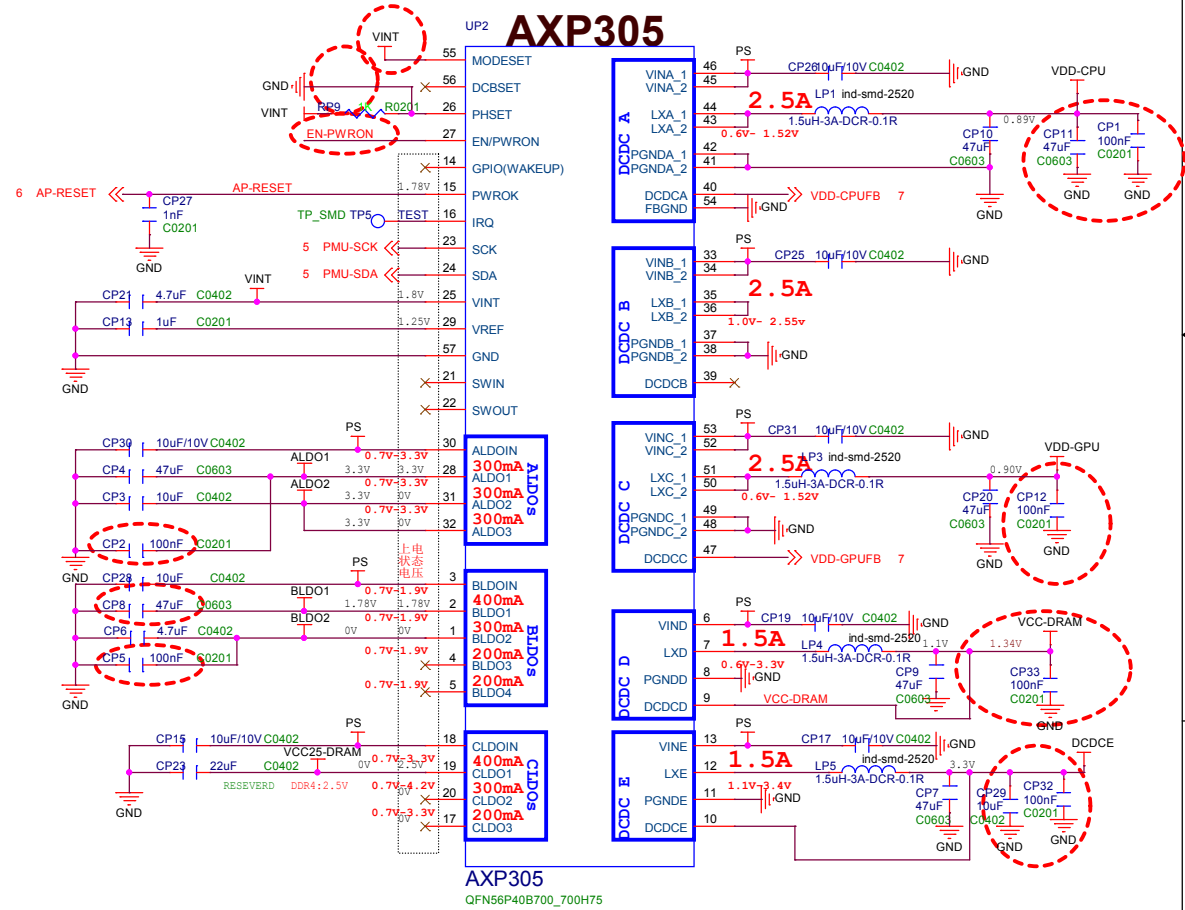 UP2
AXP305
VINT
55
MODESET
GND
56
DCBSET
VINT
RP9
1K
R0201
26
PHSET
EN-PWRON
27
EN/PWRON
14
GPIO(WAKEUP)
6
AP-RESET
AP-RESET
1.78V
15
PWROK
CP27
1nF
C0201
GND
TP_SMD
TP5
TEST
16
IRQ
5
PMU-SCK
23
SCK
5
PMU-SDA
24
SDA
VINT
CP21
4.7uF
C0402
1.8V
25
VINT
CP13
1uF
C0201
1.25V
29
VREF
57
GND
GND
21
SWIN
22
SWOUT
PS
CP30
10uF/10V
C0402
30
ALDOIN
0.7V-3.3V
300mA
ALDO1
CP4
47uF
C0603
3.3V
3.3V
28
ALDO1
0.7V-3.3V
300mA
ALDO2
CP3
10uF
C0402
3.3V
0V
31
ALDO2
0.7V-3.3V
300mA
3.3V
0V
32
ALDO3
ALDOs
CP2
100nF
C0201
GND
上电
状态
电压
PS
CP28
10uF
C0402
3
BLDOIN
0.7V-1.9V
400mA
BLDO1
CP8
47uF
C0603
1.78V
1.78V
2
BLDO1
0.7V-1.9V
300mA
BLDO2
CP6
4.7uF
C0402
0V
0V
1
BLDO2
0.7V-1.9V
200mA
CP5
100nF
C0201
4
BLDO3
0.7V-1.9V
200mA
5
BLDO4
BLDOs
GND
PS
CP15
10uF/10V
C0402
18
CLDOIN
VCC25-DRAM
0.7V-3.3V
400mA
CP23
22uF
C0402
0V
2.5V
19
CLDO1
RESEVERD
DDR4:2.5V
0.7V-4.2V
300mA
0V
20
CLDO2
0.7V-3.3V
200mA
0V
17
CLDO3
CLDOs
GND
DCDC A
46
VINA_1
45
VINA_2
PS
CP26
10uF/10V
C0402
GND
2.5A
LP1
ind-smd-2520
1.5uH-3A-DCR-0.1R
44
LXA_1
43
LXA_2
0.6V- 1.52V
VDD-CPU
0.89V
CP10
47uF
C0603
CP11
47uF
C0603
CP1
100nF
C0201
42
PGNDA_1
41
PGNDA_2
GND
GND
GND
40
DCDCA
VDD-CPUFB
7
54
FBGND
GND
DCDC B
33
VINB_1
34
VINB_2
PS
CP25
10uF/10V
C0402
GND
2.5A
35
LXB_1
36
LXB_2
1.0V- 2.55v
37
PGNDB_1
38
PGNDB_2
GND
39
DCDCB
DCDC C
53
VINC_1
52
VINC_2
PS
CP31
10uF/10V
C0402
GND
2.5A
LP3
ind-smd-2520
1.5uH-3A-DCR-0.1R
51
LXC_1
50
LXC_2
0.6V- 1.52V
VDD-GPU
0.90V
CP20
47uF
C0603
CP12
100nF
C0201
49
PGNDC_1
48
PGNDC_2
GND
GND
GND
47
DCDCC
VDD-GPUFB
7
DCDC D
6
VIND
PS
CP19
10uF/10V
C0402
GND
1.5A
LP4
ind-smd-2520
1.5uH-3A-DCR-0.1R
7
LXD
0.6V-3.3V
1.1V
1.34V
VCC-DRAM
CP9
47uF
C0603
CP33
100nF
C0201
8
PGNDD
GND
GND
9
DCDCD
VCC-DRAM
GND
DCDC E
13
VINE
PS
CP17
10uF/10V
C0402
GND
1.5A
LP5
ind-smd-2520
1.5uH-3A-DCR-0.1R
12
LXE
1.1V-3.4V
3.3V
DCDCE
CP7
47uF
C0603
CP29
10uF
C0402
CP32
100nF
C0201
11
PGNDE
GND
10
DCDCE
GND
GND
GND
AXP305
QFN56P40B700_700H75